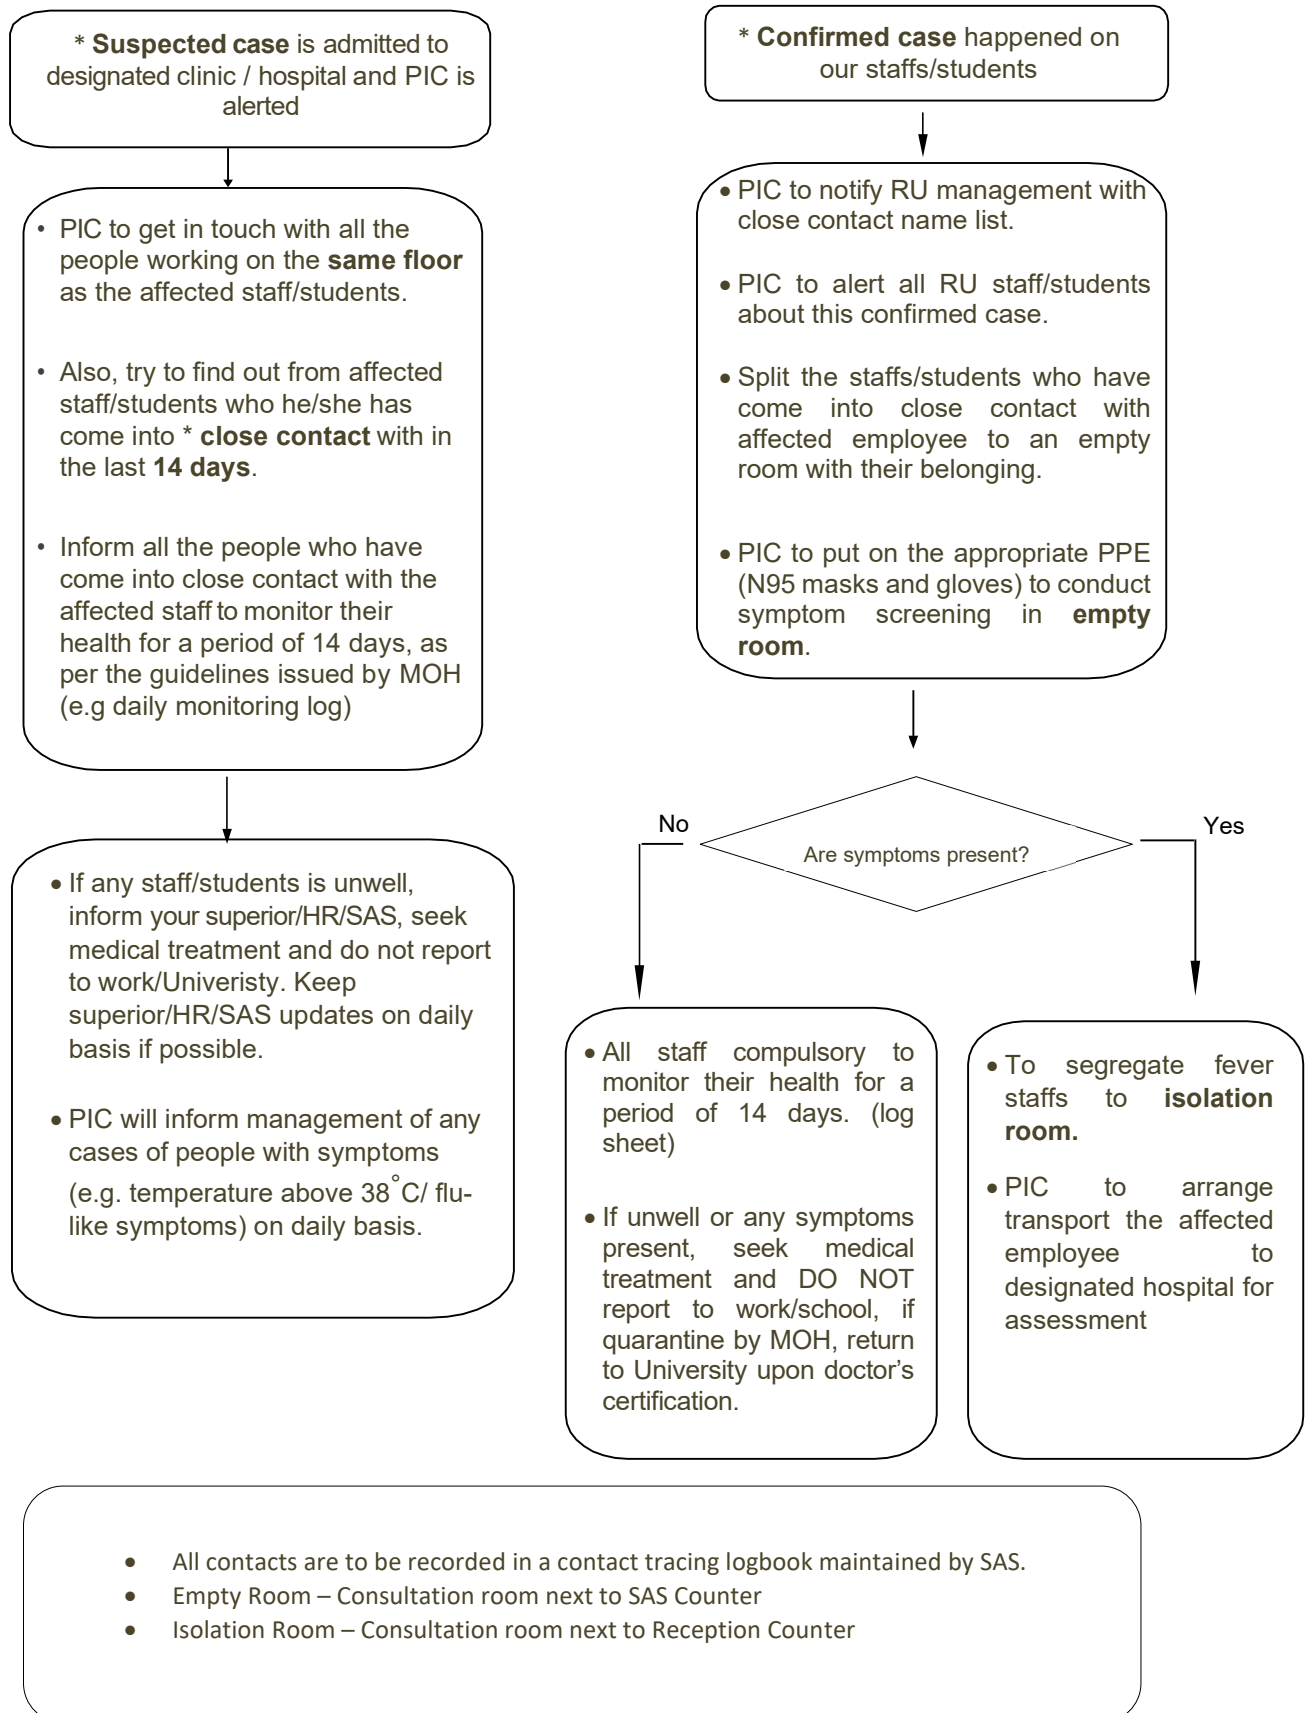 * Suspected case is admitted to
designated clinic / hospital and PIC is
alerted
• PIC to get in touch with all the
people working on the same floor
as the affected staff/students.
• Also, try to find out from affected
staff/students who he/she has
come into * close contact with in
the last 14 days.
• Inform all the people who have
come into close contact with the
affected staff to monitor their
health for a period of 14 days, as
per the guidelines issued by MOH
(e.g daily monitoring log)
• If any staff/students is unwell,
inform your superior/HR/SAS, seek
medical treatment and do not report
to work/Univeristy. Keep
superior/HR/SAS updates on daily
basis if possible.
• PIC will inform management of any
cases of people with symptoms
(e.g. temperature above 38°C/ flu-
like symptoms) on daily basis.
* Confirmed case happened on
our staffs/students
• PIC to notify RU management with
close contact name list.
• PIC to alert all RU staff/students
about this confirmed case.
• Split the staffs/students who have
come into close contact with
affected employee to an empty
room with their belonging.
• PIC to put on the appropriate PPE
(N95 masks and gloves) to conduct
symptom screening in empty
room.
Are symptoms present?
No
Yes
• All staff compulsory to
monitor their health for a
period of 14 days. (log
sheet)
• If unwell or any symptoms
present, seek medical
treatment and DO NOT
report to work/school, if
quarantine by MOH, return
to University upon doctor’s
certification.
• To segregate fever
staffs to isolation
room.
• PIC to arrange
transport the affected
employee to
designated hospital for
assessment
• All contacts are to be recorded in a contact tracing logbook maintained by SAS.
• Empty Room – Consultation room next to SAS Counter
• Isolation Room – Consultation room next to Reception Counter